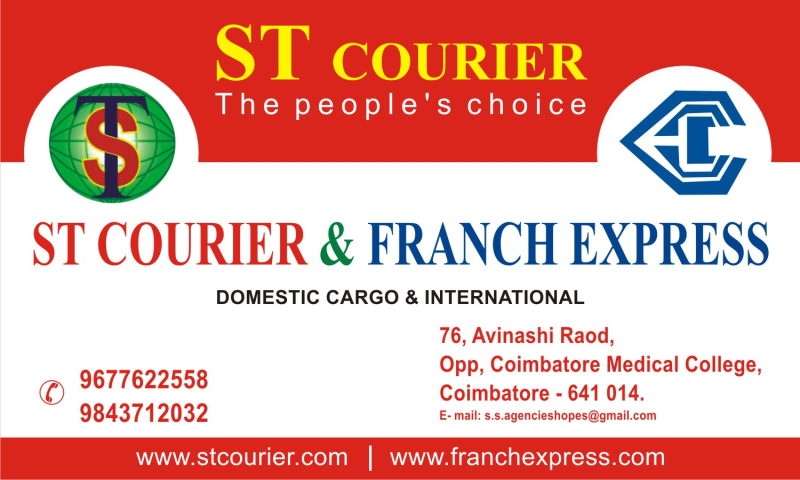 ST COURIER
The people's choice
TS
ST COURIER & FRANCH EXPRESS
DOMESTIC CARGO & INTERNATIONAL
9677622558
9843712032
76, Avinashi Raod,
Opp, Coimbatore Medical College,
Coimbatore - 641 014.
E- mail: s.s.agencieshopes@gmail.com
www.stcourier.com | www.franchexpress.com